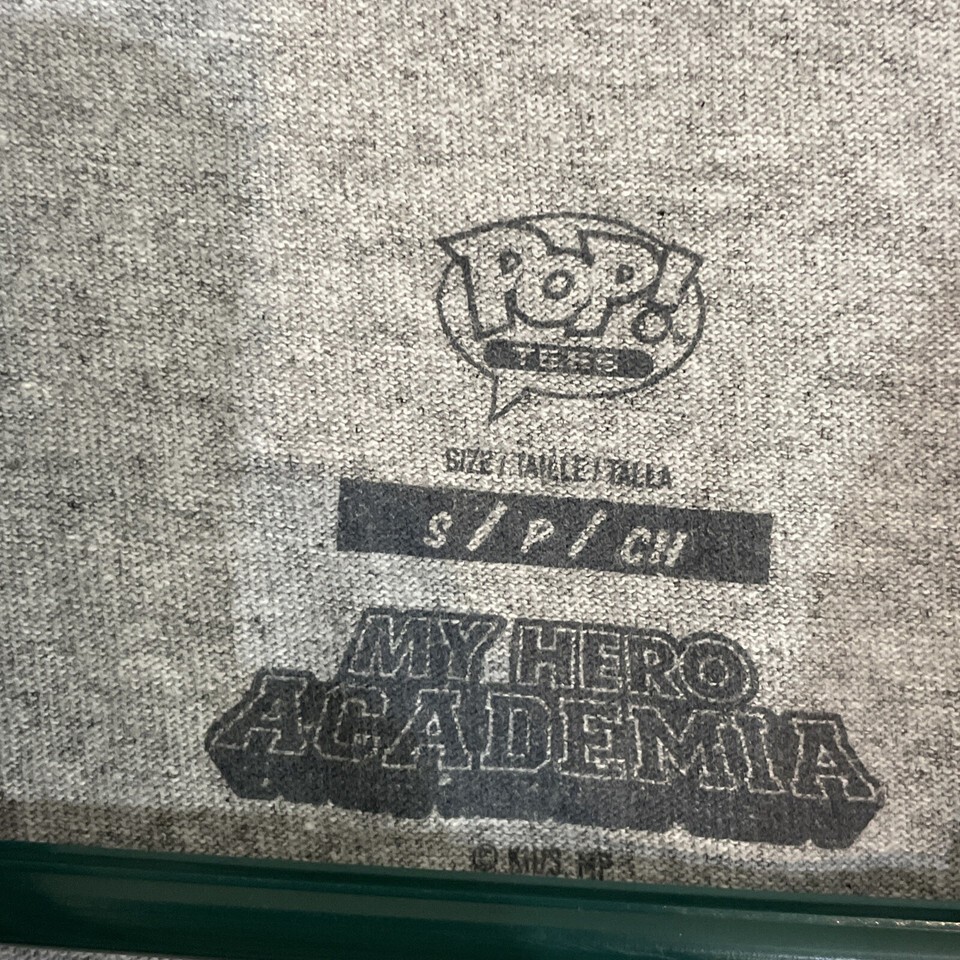 POP!
TEES
SIZE / TAILLE / TALLA
S / P / CH
MY HERO
ACADEMIA
©